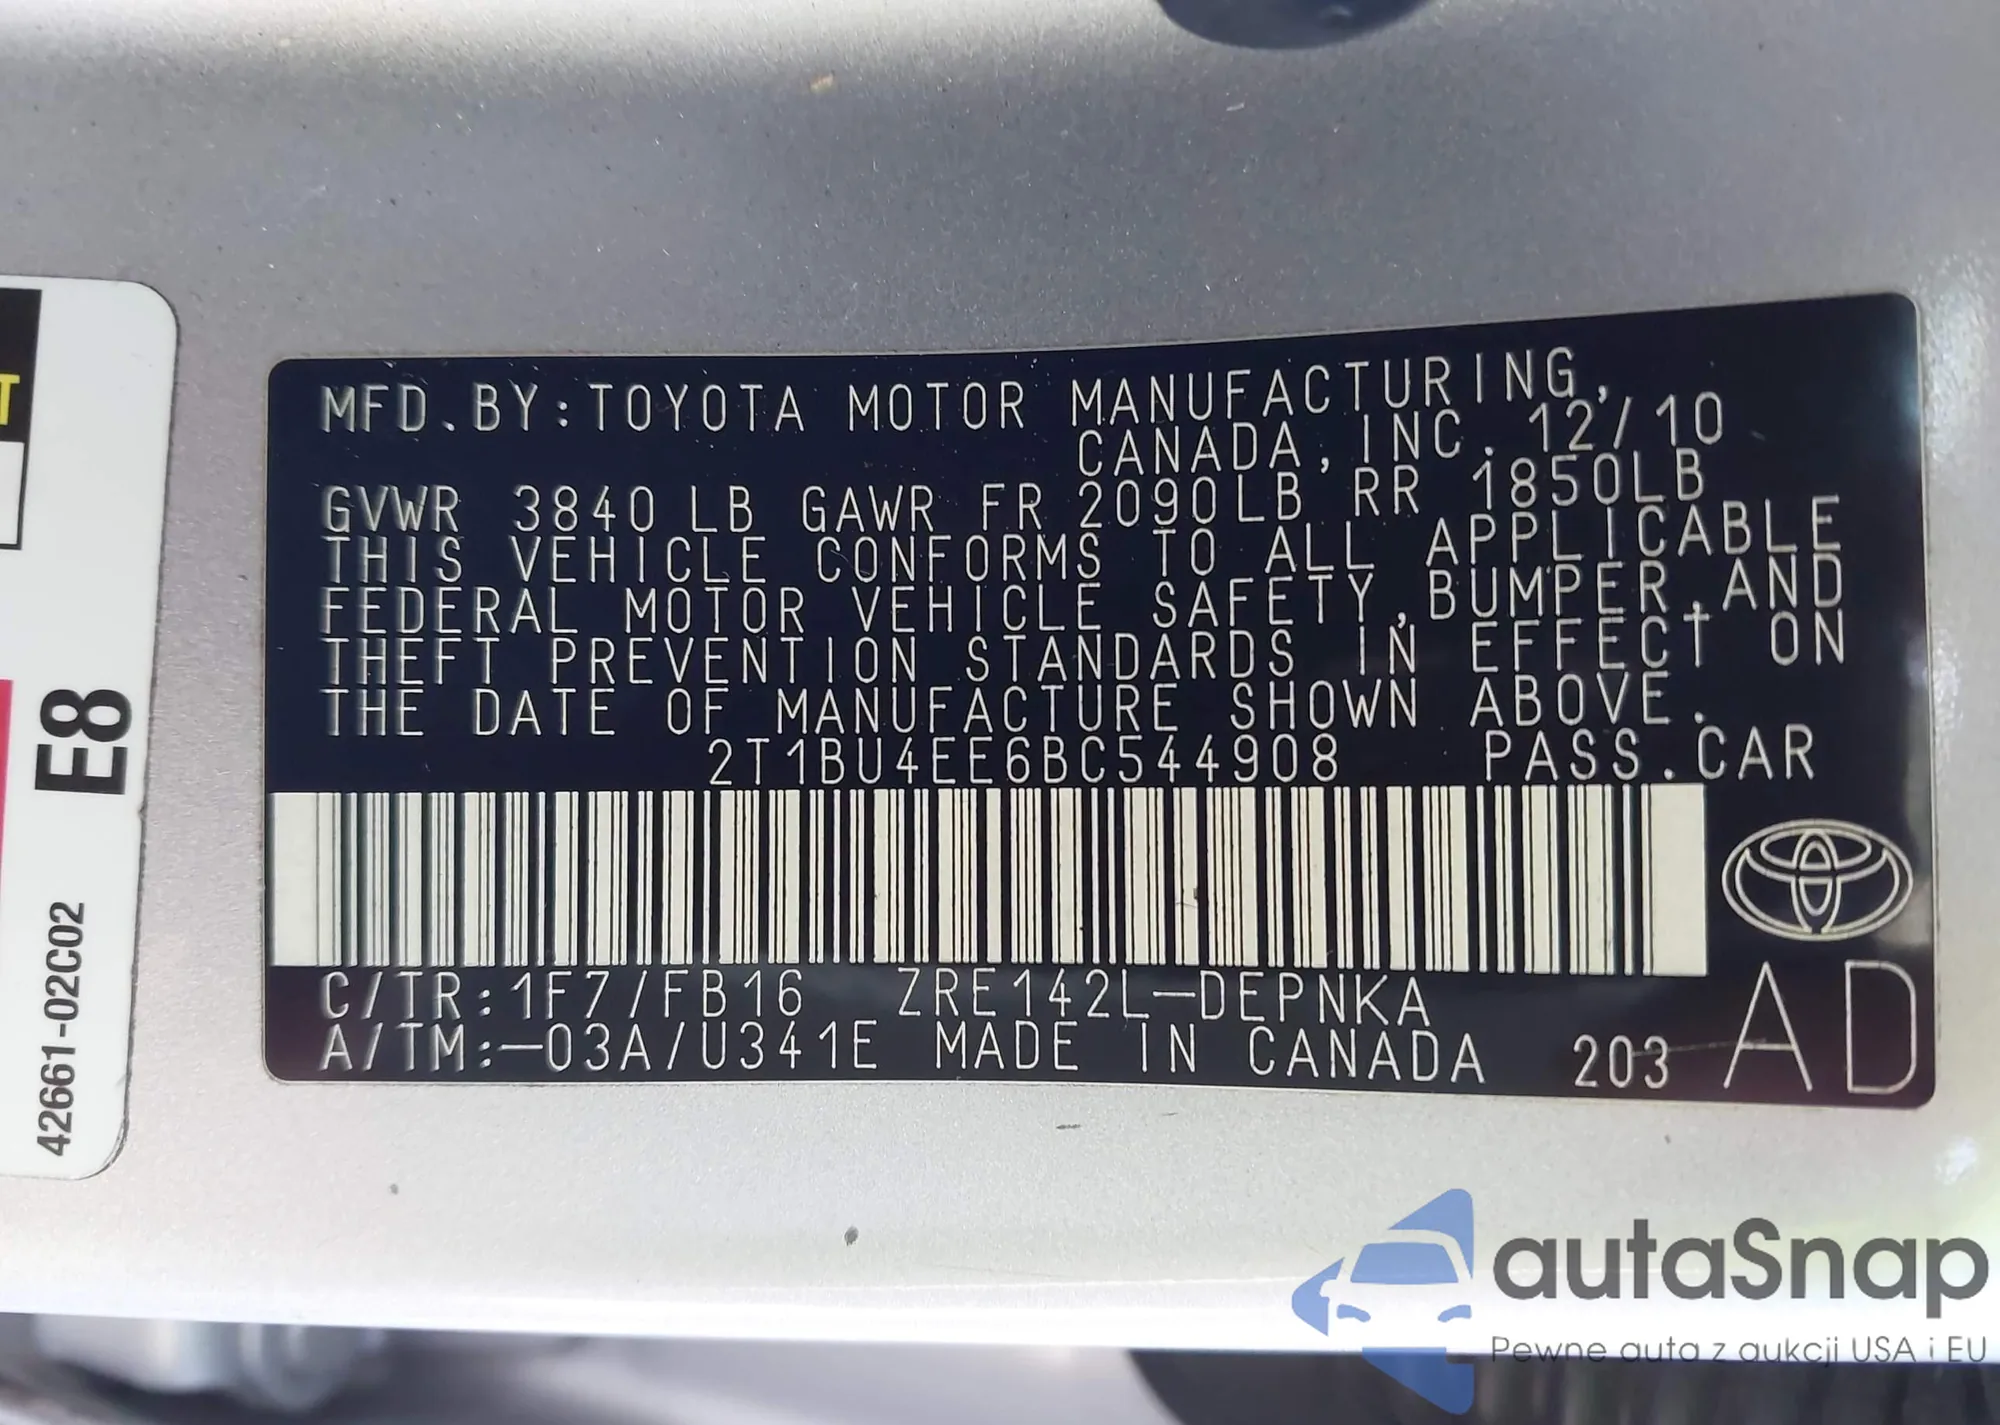 MFD.BY:TOYOTA MOTOR MANUFACTURING,
CANADA,INC. 12/10
GVWR 3840LB GAWR FR 2090LB RR 1850LB
THIS VEHICLE CONFORMS TO ALL APPLICABLE
FEDERAL MOTOR VEHICLE SAFETY,BUMPER,AND
THEFT PREVENTION STANDARDS IN EFFECT ON
THE DATE OF MANUFACTURE SHOWN ABOVE.
2T1BU4EE6BC544908 PASS.CAR
C/TR:1F7/FB16 ZRE142L-DEPNKA
A/TM:-03A/U341E MADE IN CANADA 203 AD
T
E8
42661-02C02
autaSnap
Pewne auta z aukcji USA i EU